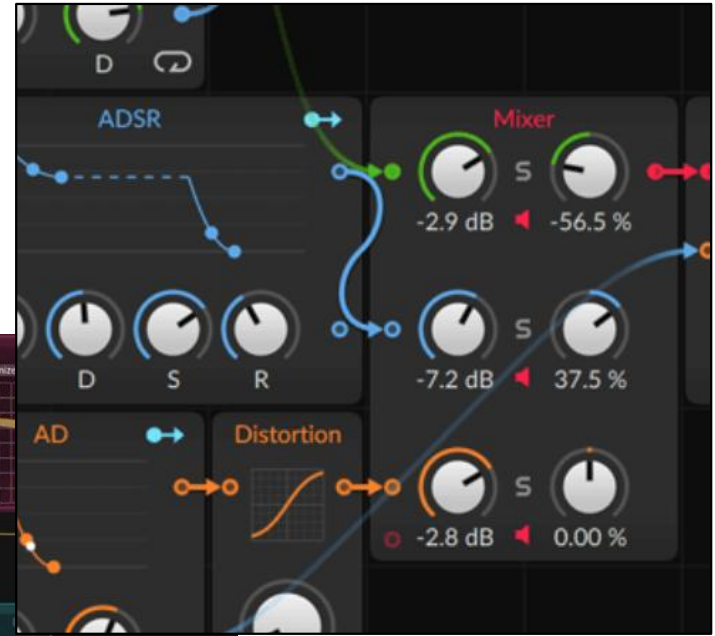 D
ADSR
Mixer
S
-2.9 dB
-56.5 %
S
D
S
R
-7.2 dB
37.5 %
AD
Distortion
S
-2.8 dB
0.00 %